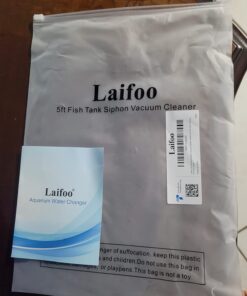 Laifoo
5ft Fish Tank Siphon Vacuum Cleaner
Laifoo
Laifoo®
Aquarium Water Changer
nger of suffocation. keep this plastic
and children.Do not use this bag in
or playpens.This bag is not a toy.